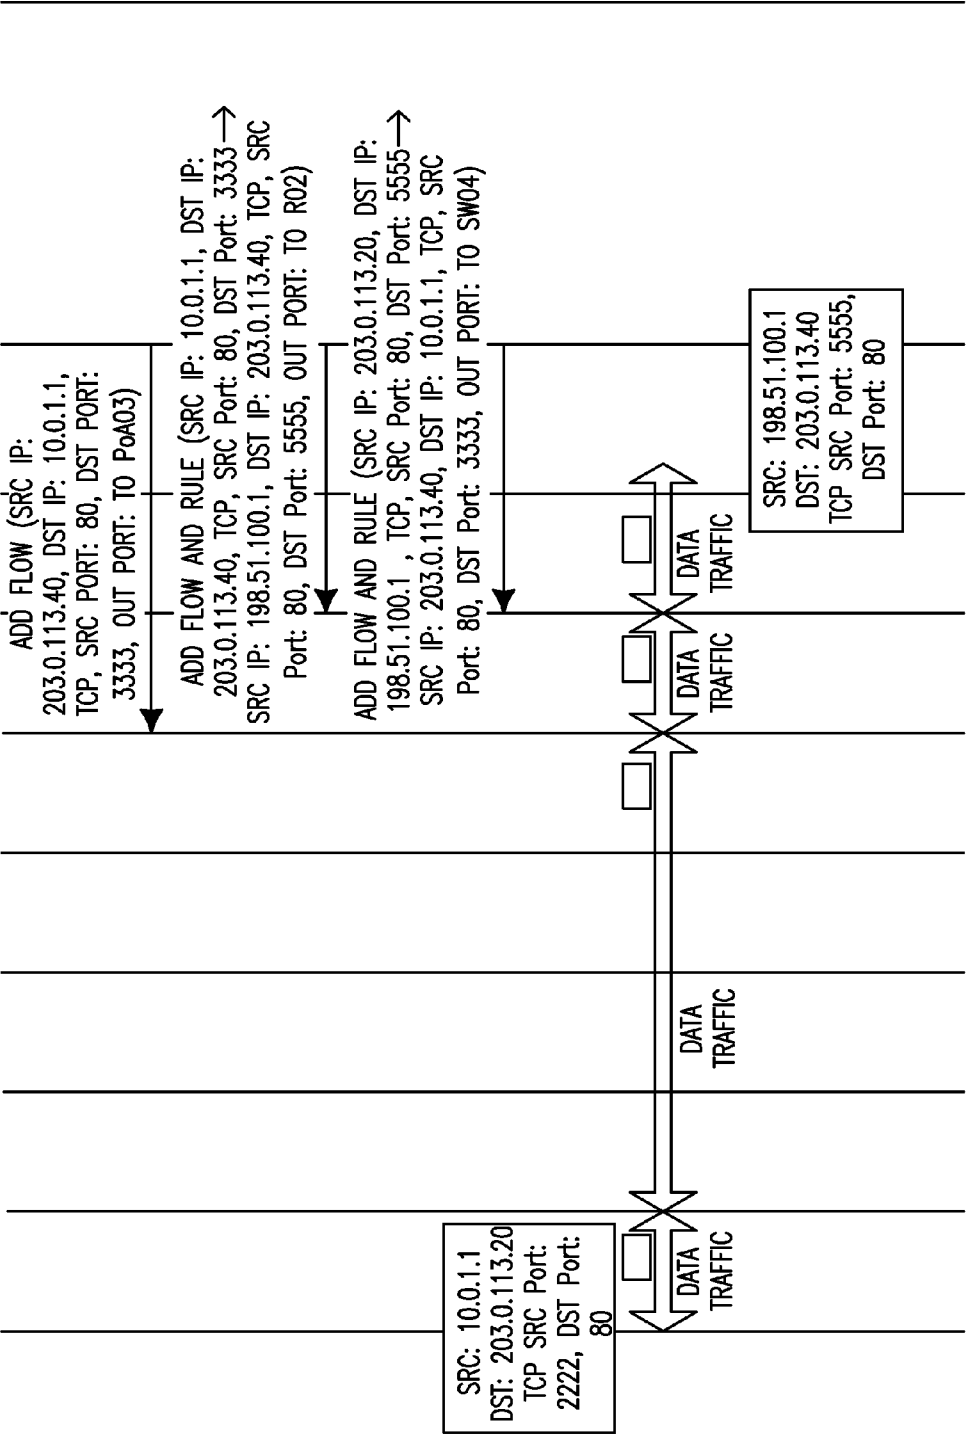 ADD FLOW (SRC IP:
203.0.113.40, DST IP: 10.0.1.1,
TCP, SRC PORT: 80, DST PORT:
3333, OUT PORT: TO PoA03)
ADD FLOW AND RULE (SRC IP: 10.0.1.1, DST IP:
203.0.113.40, TCP, SRC Port: 80, DST Port: 3333→
SRC IP: 198.51.100.1, DST IP: 203.0.113.40, TCP, SRC
Port: 80, DST Port: 5555, OUT PORT: TO R02)
ADD FLOW AND RULE (SRC IP: 203.0.113.20, DST IP:
198.51.100.1 , TCP, SRC Port: 80, DST Port: 5555→
SRC IP: 203.0.113.40, DST IP: 10.0.1.1, TCP, SRC
Port: 80, DST Port: 3333, OUT PORT: TO SW04)
SRC: 10.0.1.1
DST: 203.0.113.20
TCP SRC Port:
2222, DST Port:
80
DATA
TRAFFIC
DATA
TRAFFIC
DATA
TRAFFIC
DATA
TRAFFIC
SRC: 198.51.100.1
DST: 203.0.113.40
TCP SRC Port: 5555,
DST Port: 80